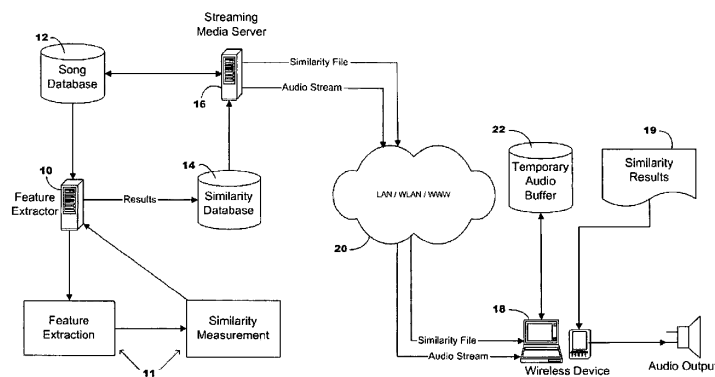 Streaming
Media Server
12
Song
Database
16
Similarity File
Audio Stream
10
Feature
Extractor
Results
14
Similarity
Database
LAN / WLAN / WWW
20
22
Temporary
Audio
Buffer
19
Similarity
Results
Feature
Extraction
Similarity
Measurement
11
18
Similarity File
Audio Stream
Wireless Device
Audio Output